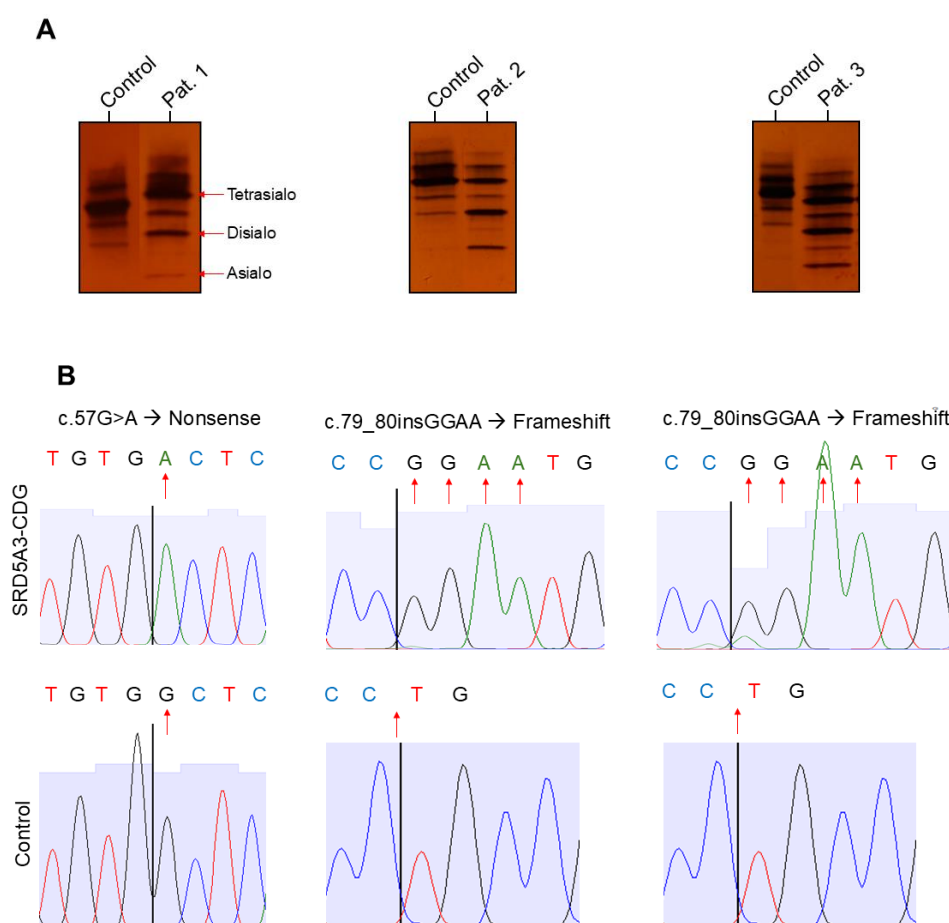 A
Control Pat. 1
Control Pat. 2
Control Pat. 3
Tetrasialo
Disialo
Asialo
B
c.57G>A → Nonsense
c.79_80insGGAA → Frameshift
c.79_80insGGAA → Frameshift
SRD5A3-CDG
T G T G A C T C
C C G G A A T G
C C G G A A T G
Control
T G T G G C T C
C C T G
C C T G